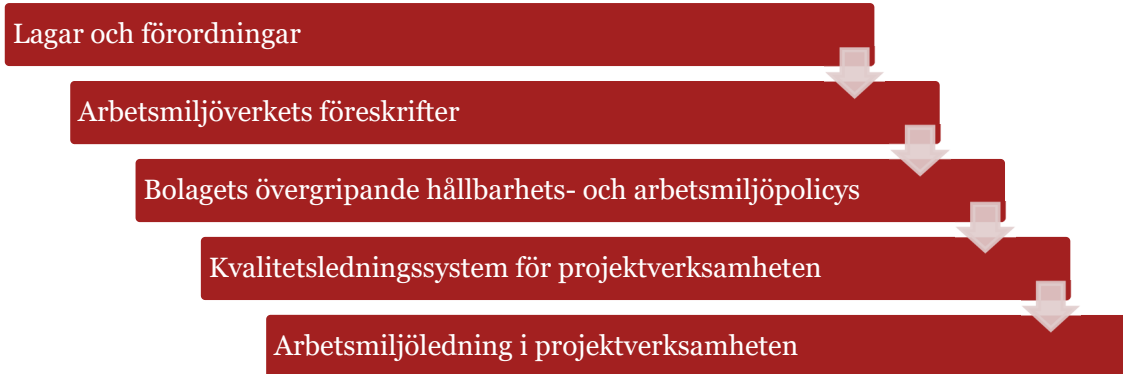 Lagar och förordningar
Arbetsmiljöverkets föreskrifter
Bolagets övergripande hållbarhets- och arbetsmiljöpolicys
Kvalitetsledningssystem för projektverksamheten
Arbetsmiljöledning i projektverksamheten